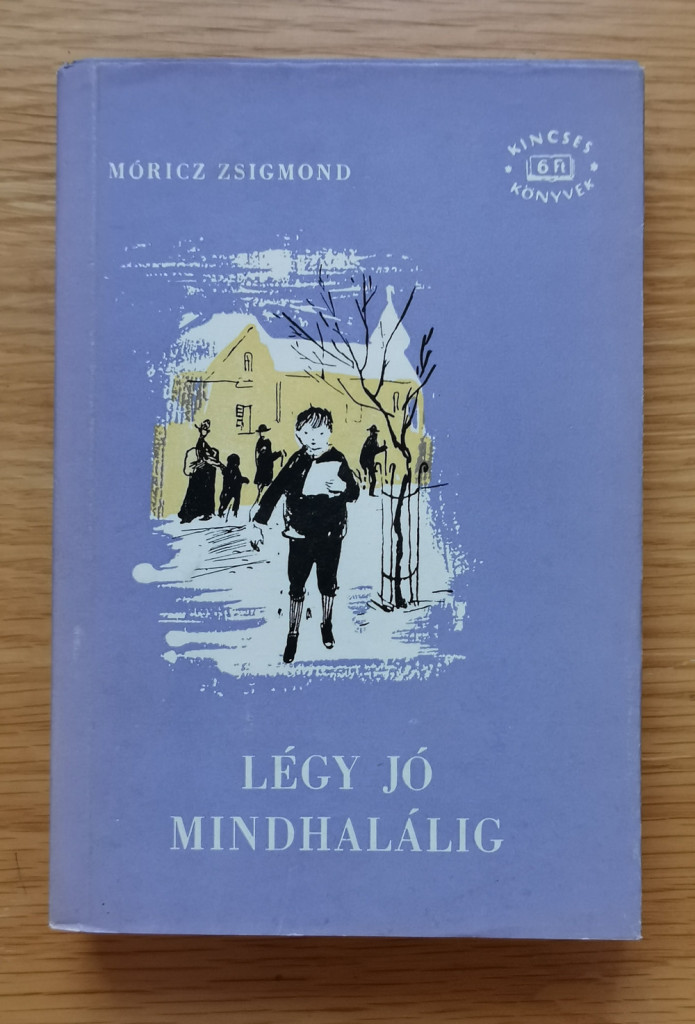 MÓRICZ ZSIGMOND
KINCSES
6 Ft
KÖNYVEK
LÉGY JÓ
MINDHALÁLIG